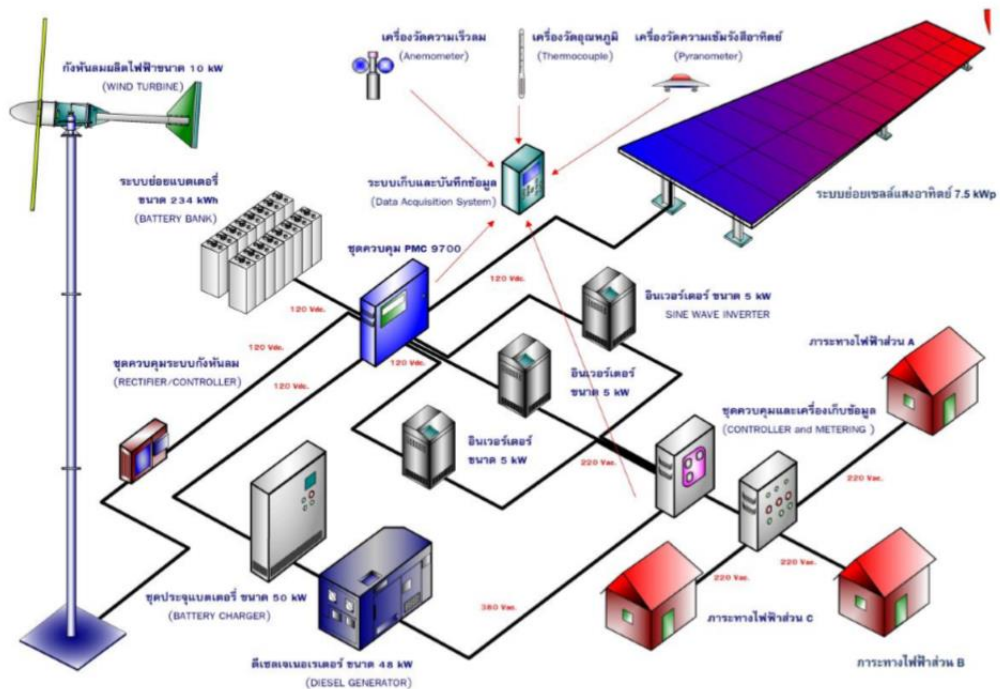 เครื่องวัดความเร็วลม
(Anemometer)
เครื่องวัดอุณหภูมิ
(Thermocouple)
เครื่องวัดความเข้มรังสีอาทิตย์
(Pyranometer)
กังหันลมผลิตไฟฟ้าขนาด 10 kW
(WIND TURBINE)
ระบบย่อยแบตเตอรี่
ขนาด 234 kWh
(BATTERY BANK)
ระบบเก็บและบันทึกข้อมูล
(Data Acquisition System)
ระบบย่อยเซลล์แสงอาทิตย์ 7.5 kWp
ชุดควบคุม PMC 9700
120 Vdc.
120 Vdc.
อินเวอร์เตอร์ ขนาด 5 kW
SINE WAVE INVERTER
120 Vdc.
ชุดควบคุมระบบกังหันลม
(RECTIFIER/CONTROLLER)
120 Vdc.
120 Vdc.
อินเวอร์เตอร์
ขนาด 5 kW
ภาระทางไฟฟ้าส่วน A
ชุดควบคุมและเครื่องเก็บข้อมูล
(CONTROLLER and METERING )
อินเวอร์เตอร์
ขนาด 5 kW
220 Vac.
220 Vac.
220 Vac.
220 Vac.
ชุดประจุแบตเตอรี่ ขนาด 50 kW
(BATTERY CHARGER)
380 Vac.
ภาระทางไฟฟ้าส่วน C
ภาระทางไฟฟ้าส่วน B
ดีเซลเจเนอเรเตอร์ ขนาด 48 kW
(DIESEL GENERATOR)